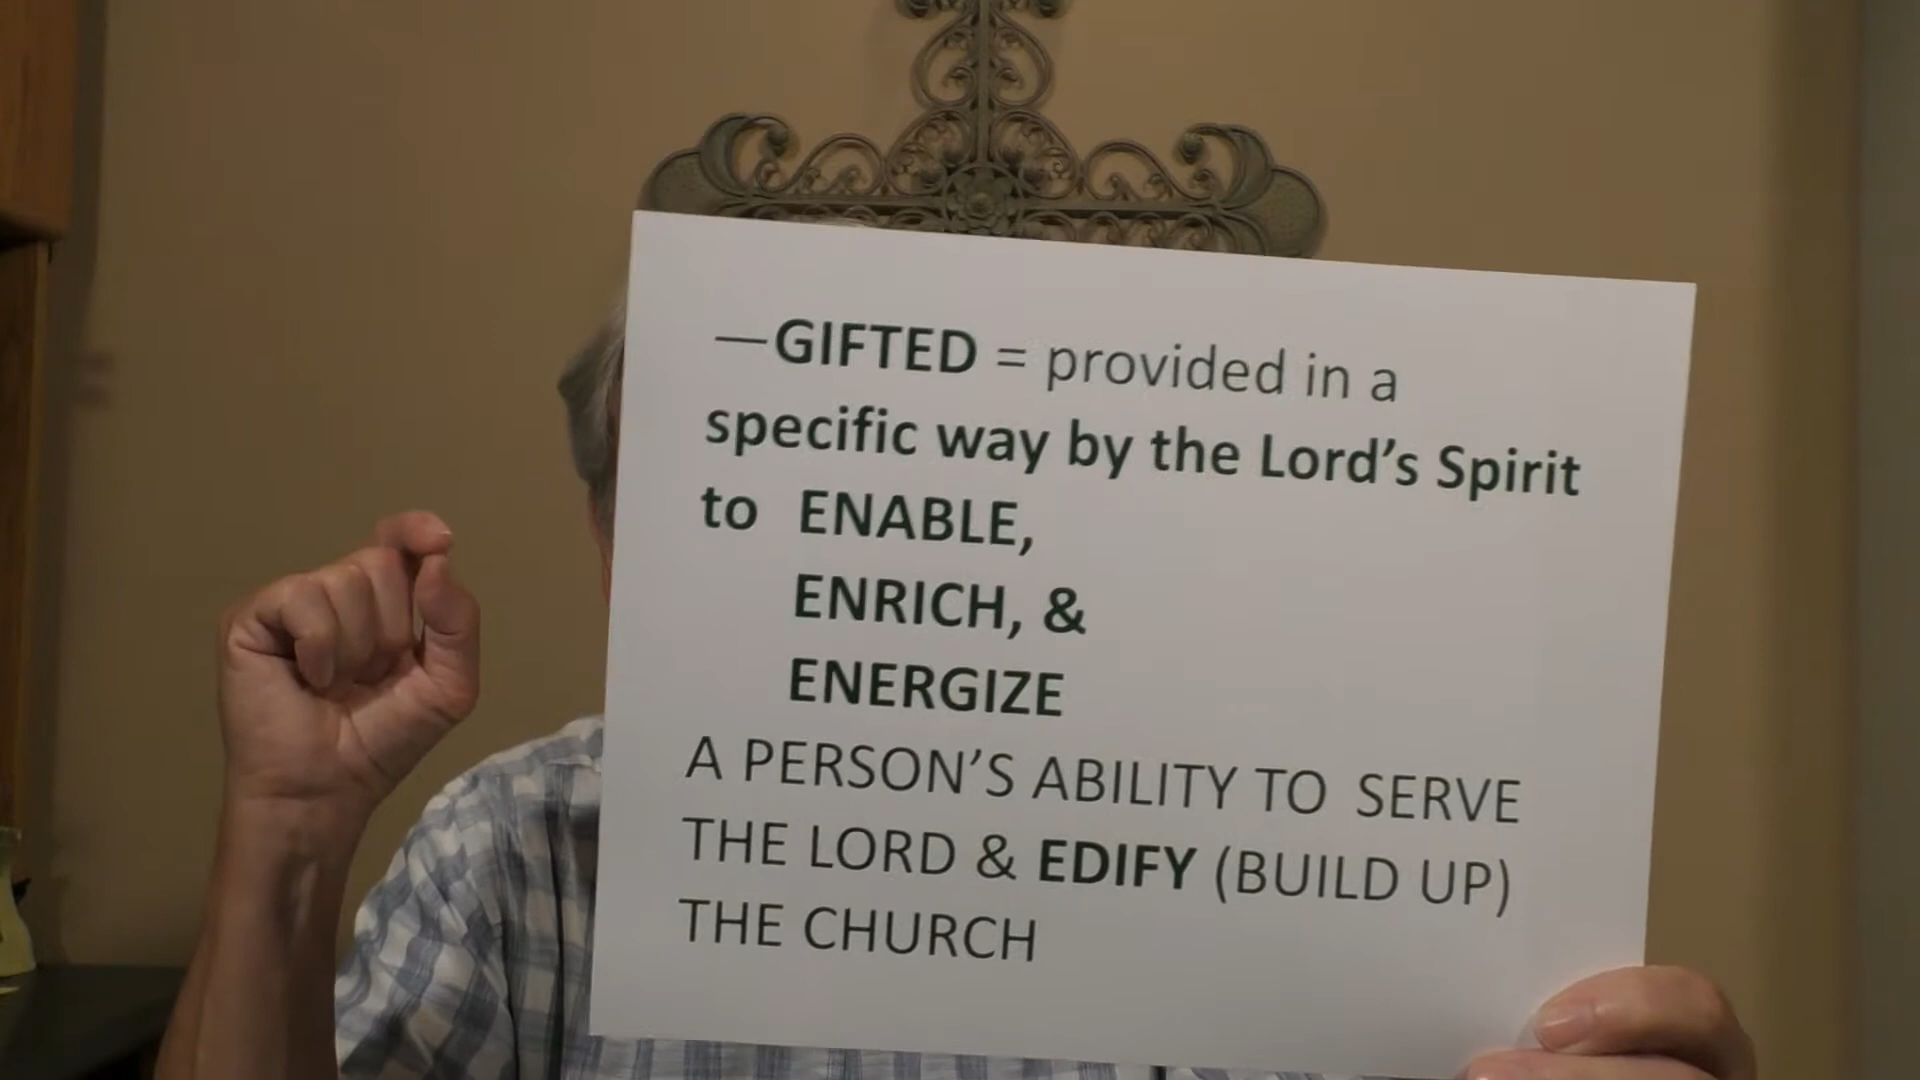 —GIFTED = provided in a
specific way by the Lord’s Spirit
to ENABLE,
ENRICH, &
ENERGIZE
A PERSON’S ABILITY TO SERVE
THE LORD & EDIFY (BUILD UP)
THE CHURCH